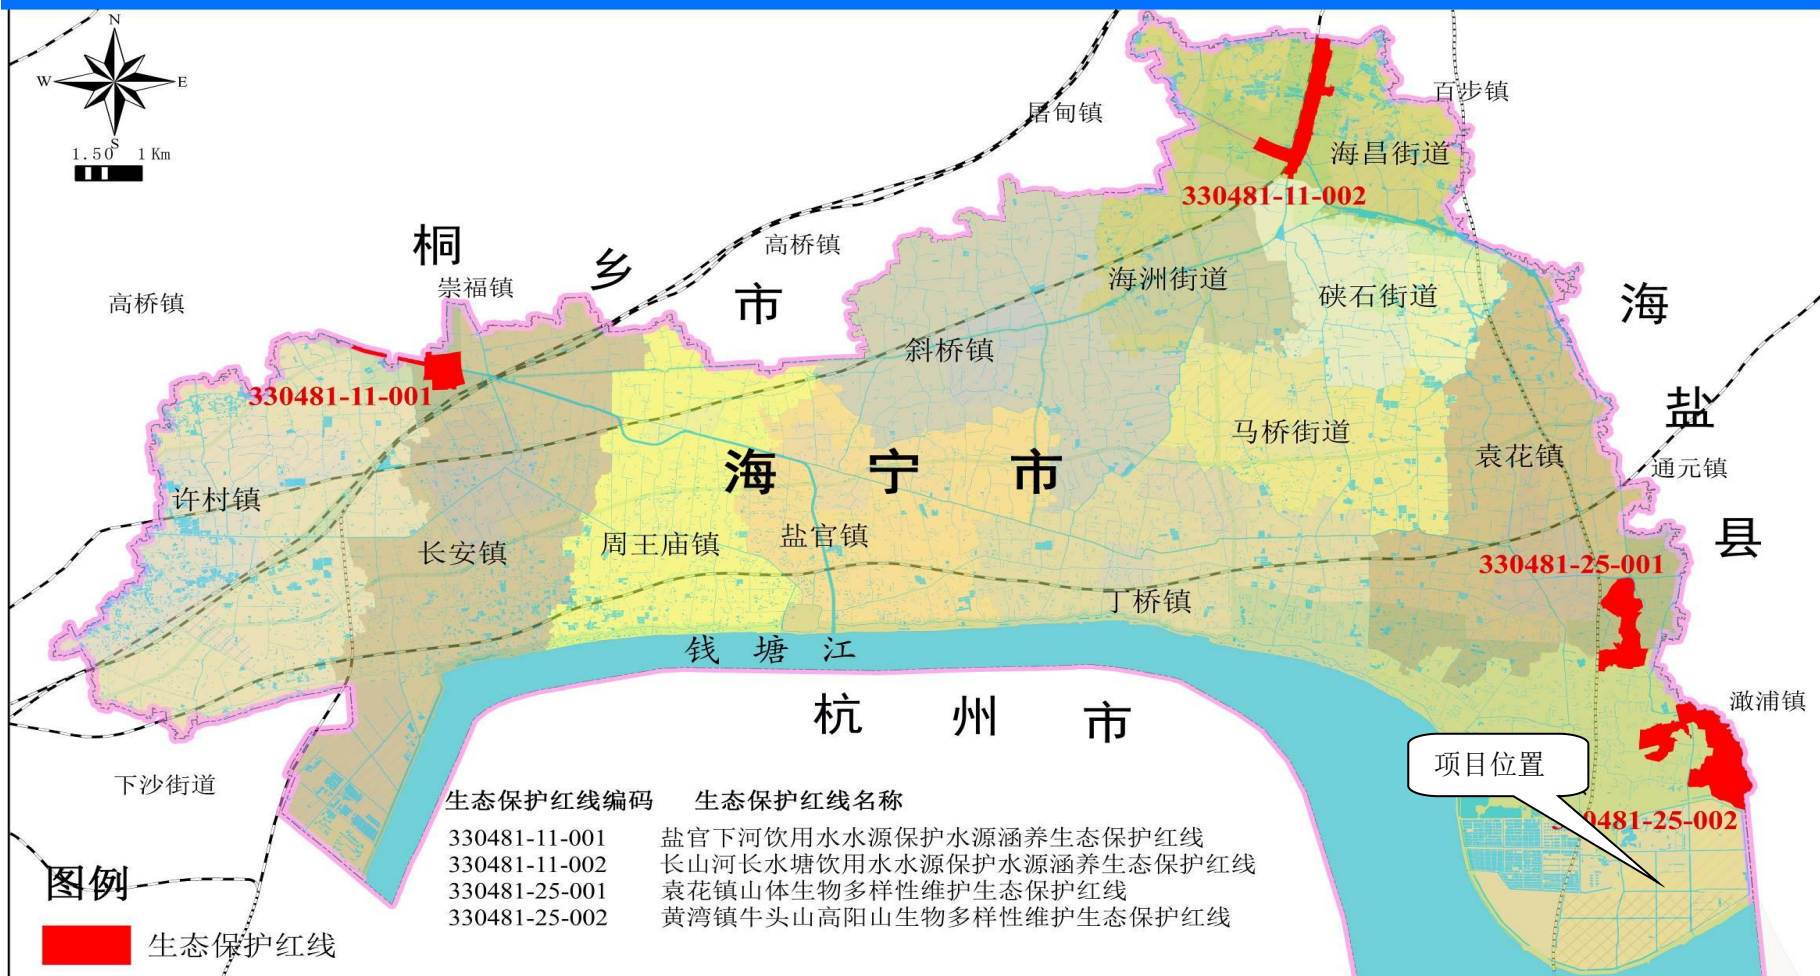 N
W
E
S
1.50 1 Km
屠甸镇
百步镇
海昌街道
330481-11-002
桐
乡
市
高桥镇
崇福镇
高桥镇
海洲街道
硖石街道
海
盐
县
斜桥镇
330481-11-001
马桥街道
袁花镇
通元镇
海宁市
许村镇
长安镇
周王庙镇
盐官镇
330481-25-001
丁桥镇
钱塘江
杭州市
澉浦镇
下沙街道
项目位置
0481-25-002
生态保护红线编码 生态保护红线名称
330481-11-001 盐官下河饮用水水源保护水源涵养生态保护红线
330481-11-002 长山河长水塘饮用水水源保护水源涵养生态保护红线
330481-25-001 袁花镇山体生物多样性维护生态保护红线
330481-25-002 黄湾镇牛头山高阳山生物多样性维护生态保护红线
图例
生态保护红线